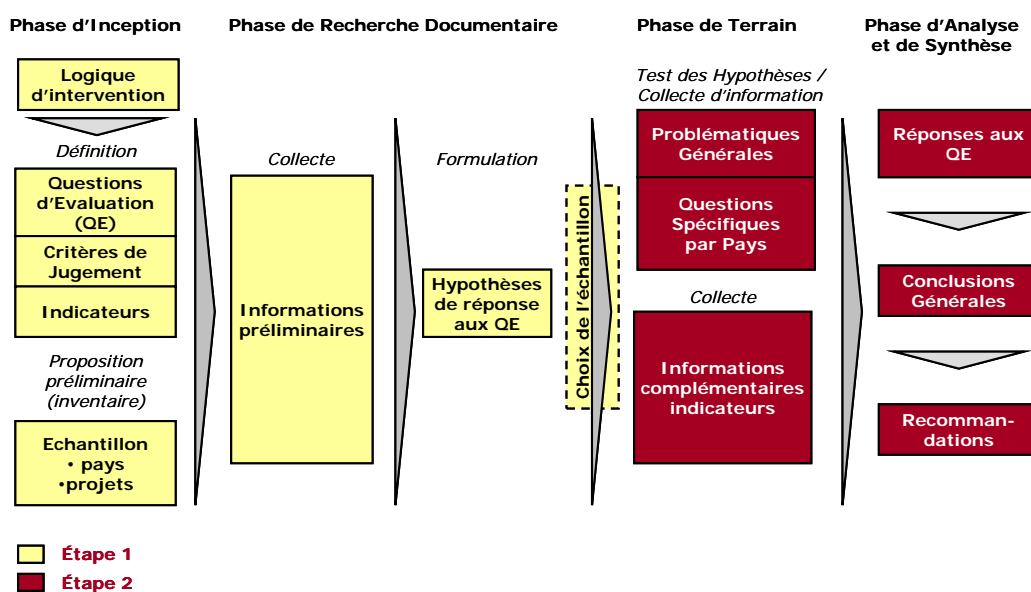 Phase d'Inception
Logique
d'intervention
Définition
Questions
d'Evaluation
(QE)
Critères de
Jugement
Indicateurs
Proposition
préliminaire
(inventaire)
Echantillon
• pays
•projets
Phase de Recherche Documentaire
Collecte
Informations
préliminaires
Formulation
Hypothèses
de réponse
aux QE
Choix de l'échantillon
Phase de Terrain
Test des Hypothèses /
Collecte d'information
Problématiques
Générales
Questions
Spécifiques
par Pays
Collecte
Informations
complémentaires
indicateurs
Phase d'Analyse
et de Synthèse
Réponses aux
QE
Conclusions
Générales
Recomman-
dations
Étape 1
Étape 2